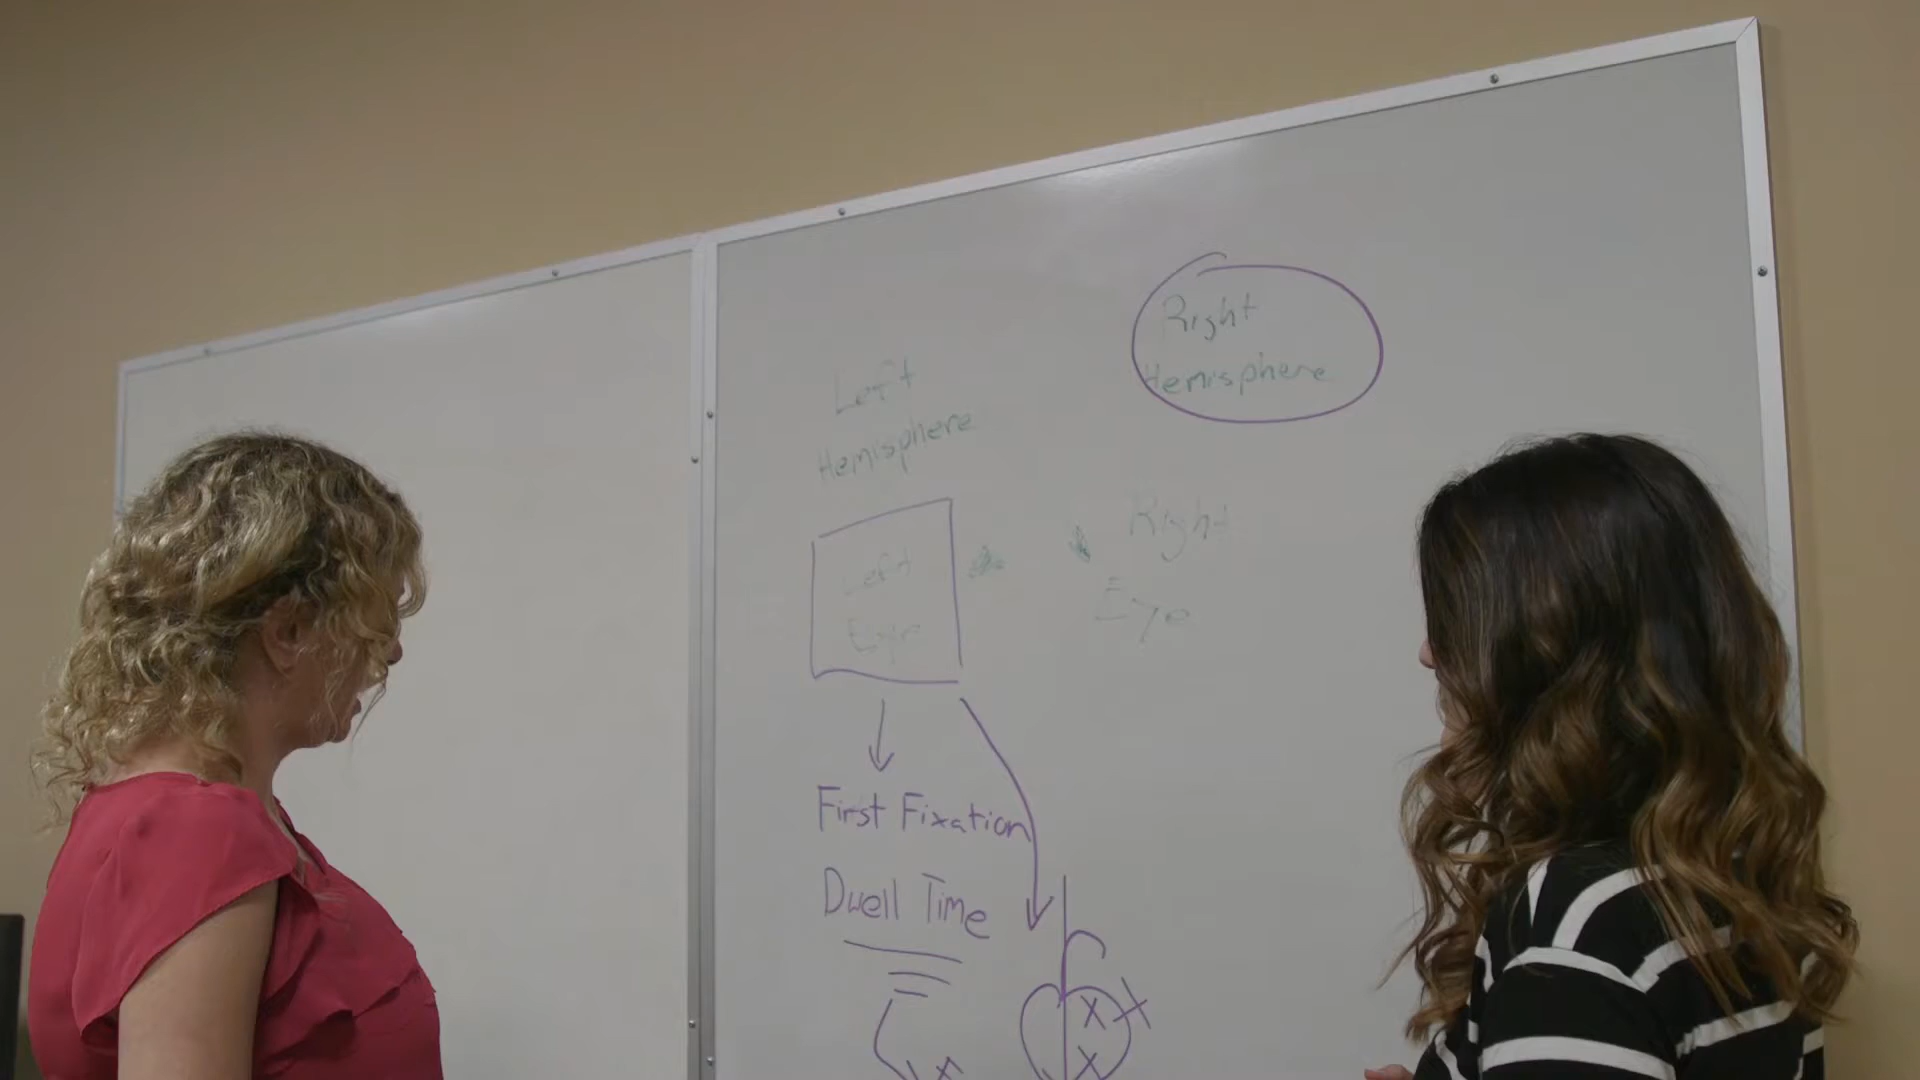 Right
Hemisphere
Left
Hemisphere
Left
Eye
Right
Eye
First Fixation
Dwell Time
X X
X
X